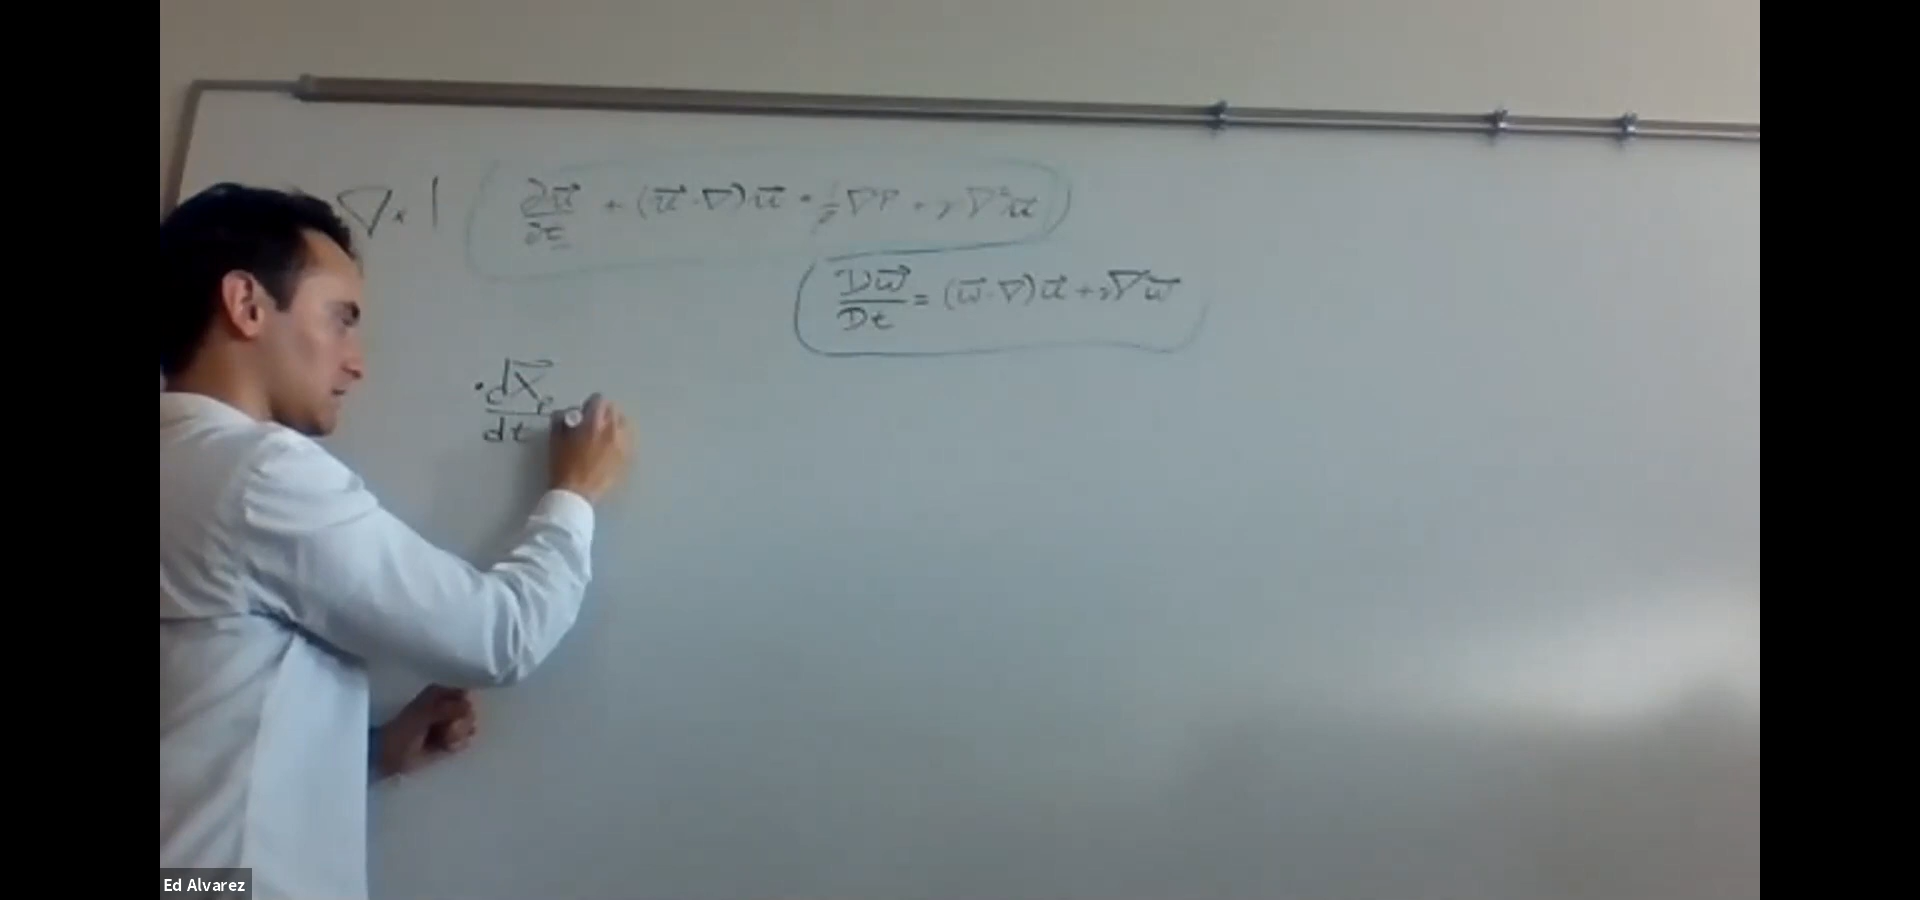 ∇× ∂u⃗/∂t + (u⃗·∇)u⃗ = 1/ρ ∇P + ν∇²u⃗
Dω⃗/Dt = (ω⃗·∇)u⃗ + ν∇ω⃗
• dX⃗ₚ/dt =
Ed Alvarez